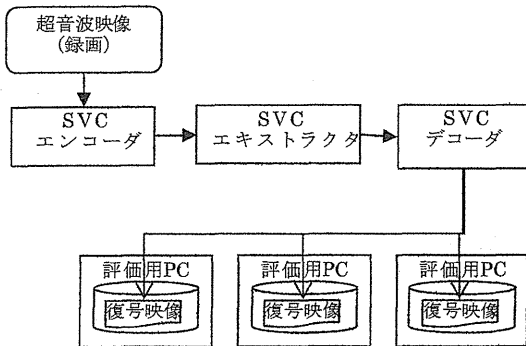 超音波映像
(録画)
SVC
エンコーダ
SVC
エキストラクタ
SVC
デコーダ
評価用PC
復号映像
評価用PC
復号映像
評価用PC
復号映像